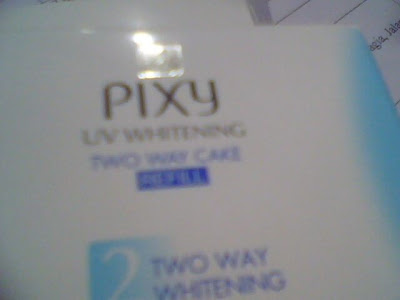 PIXY
UV WHITENING
TWO WAY CAKE
REFILL
2 TWO WAY
WHITENING